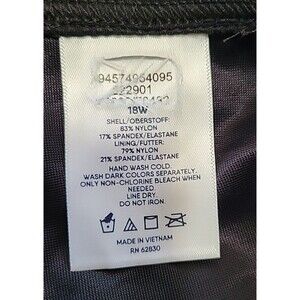 94574954095
222901
18W
SHELL/OBERSTOFF:
83% NYLON
17% SPANDEX/ELASTANE
LINING/FUTTER:
79% NYLON
21% SPANDEX/ELASTANE
HAND WASH COLD.
WASH DARK COLORS SEPARATELY.
ONLY NON-CHLORINE BLEACH WHEN
NEEDED.
LINE DRY.
DO NOT IRON.
MADE IN VIETNAM
RN 62830